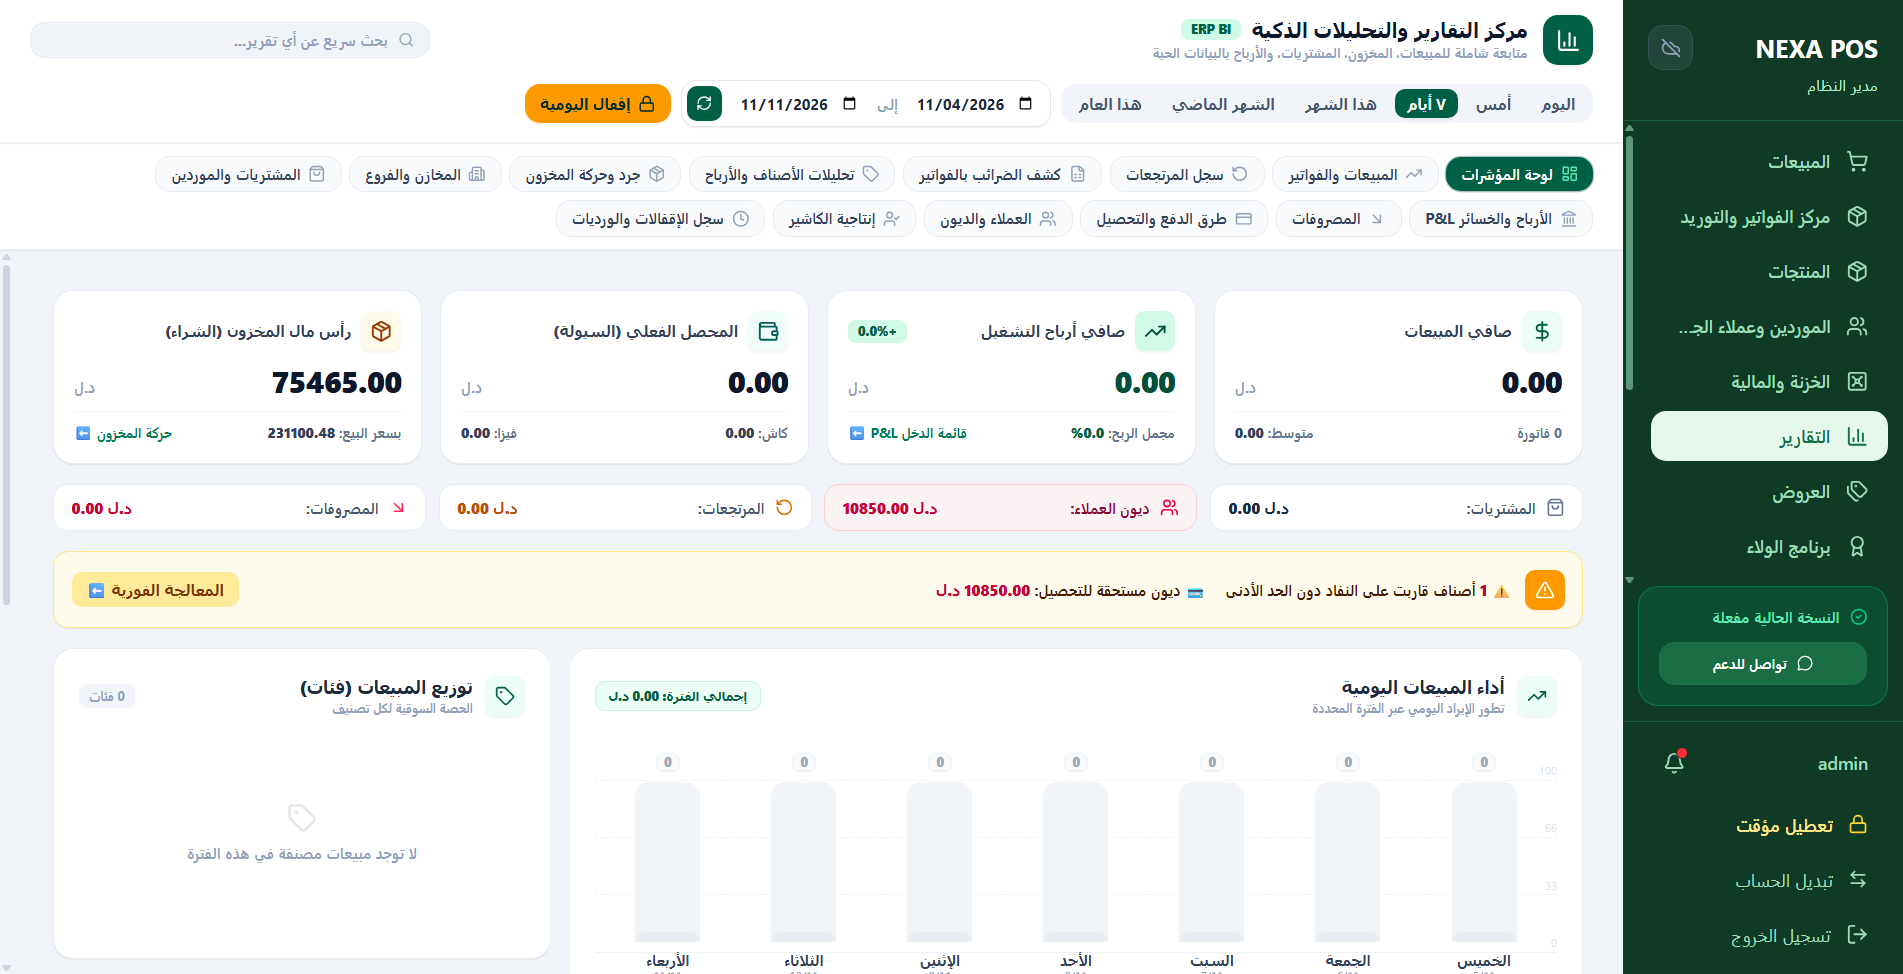 NEXA POS
مدير النظام
المبيعات
مركز الفواتير والتوريد
المنتجات
الموردين وعملاء الجـ...
الخزنة والمالية
التقارير
العروض
برنامج الولاء
النسخة الحالية مفعلة
تواصل للدعم
admin
تعطيل مؤقت
تبديل الحساب
تسجيل الخروج
مركز التقارير والتحليلات الذكية ERP BI
متابعة شاملة للمبيعات، المخزون، المشتريات، والأرباح بالبيانات الحية
بحث سريع عن أي تقرير...
اليوم أمس ٧ أيام هذا الشهر الشهر الماضي هذا العام
11/04/2026 إلى 11/11/2026
إقفال اليومية
لوحة المؤشرات المبيعات والفواتير سجل المرتجعات كشف الضرائب بالفواتير تحليلات الأصناف والأرباح جرد وحركة المخزون المخازن والفروع المشتريات والموردين
الأرباح والخسائر P&L المصروفات طرق الدفع والتحصيل العملاء والديون إنتاجية الكاشير سجل الإقفالات والورديات
صافي المبيعات
0.00 د.ل
0 فاتورة متوسط: 0.00
صافي أرباح التشغيل +0.0%
0.00 د.ل
مجمل الربح: 0.0% قائمة الدخل P&L ⬅️
المحصل الفعلي (السيولة)
0.00 د.ل
كاش: 0.00 فيزا: 0.00
رأس مال المخزون (الشراء)
75465.00 د.ل
بسعر البيع: 231100.48 حركة المخزون ⬅️
المشتريات: 0.00 د.ل
ديون العملاء: 10850.00 د.ل
المرتجعات: 0.00 د.ل
المصروفات: 0.00 د.ل
⚠️ 1 أصناف قاربت على النفاد دون الحد الأدنى 💳 ديون مستحقة للتحصيل: 10850.00 د.ل
المعالجة الفورية ⬅️
أداء المبيعات اليومية
تطور الإيراد اليومي عبر الفترة المحددة
إجمالي الفترة: 0.00 د.ل
0 0 0 0 0 0 0
100
66
33
0
الخميس الجمعة السبت الأحد الإثنين الثلاثاء الأربعاء
توزيع المبيعات (فئات)
الحصة السوقية لكل تصنيف
0 فئات
لا توجد مبيعات مصنفة في هذه الفترة